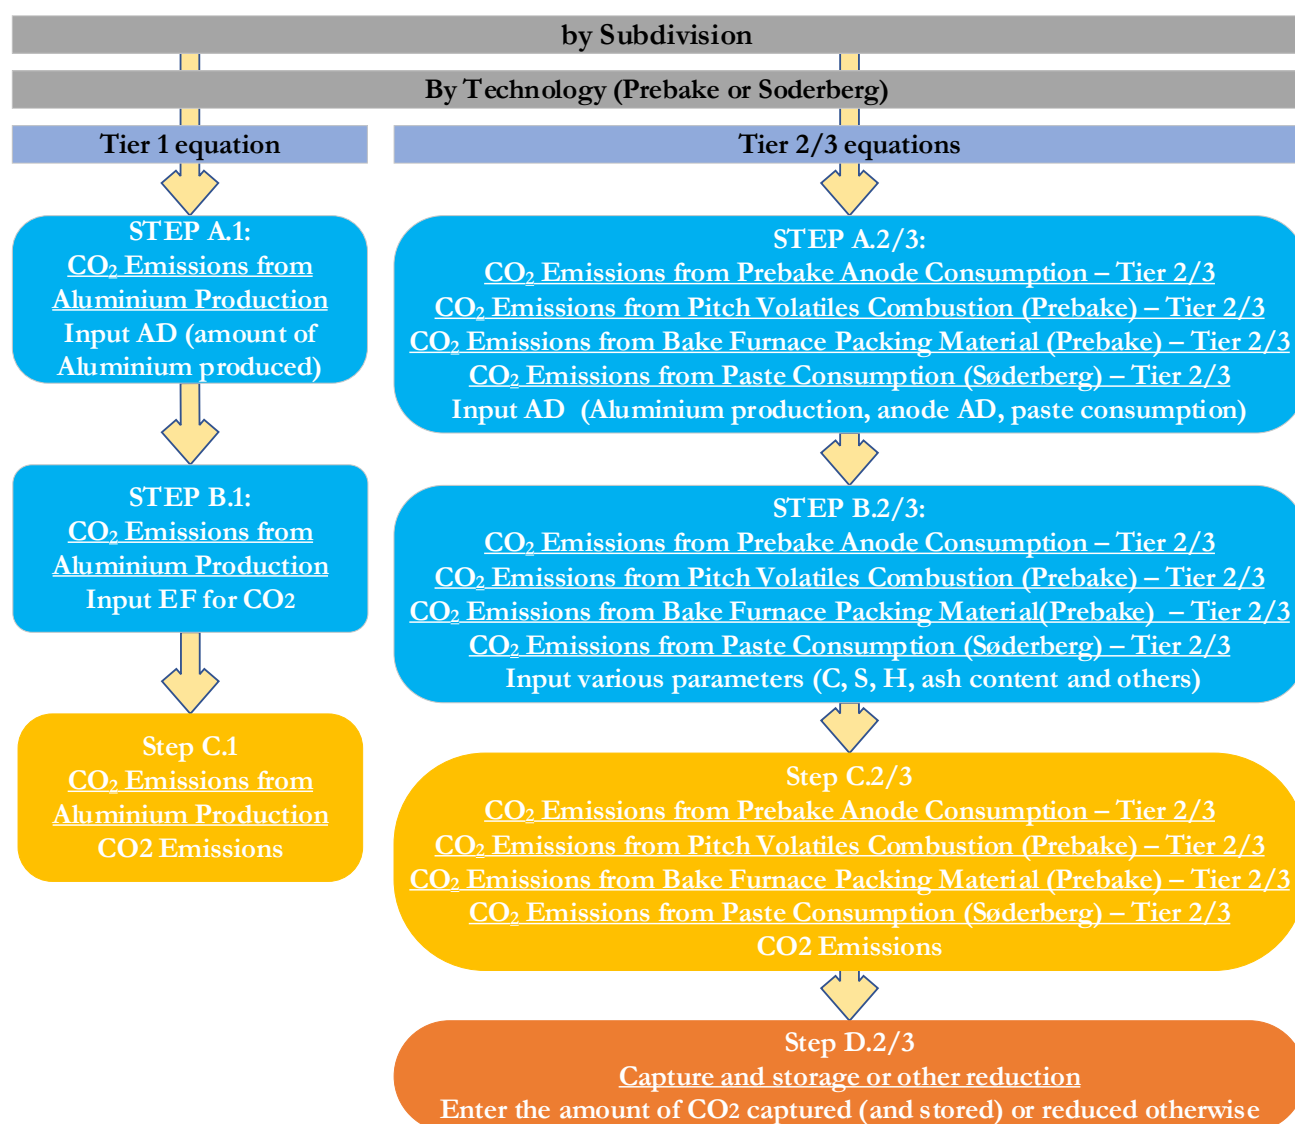 by Subdivision
By Technology (Prebake or Soderberg)
Tier 1 equation
STEP A.1:
CO₂ Emissions from
Aluminium Production
Input AD (amount of
Aluminium produced)
STEP B.1:
CO₂ Emissions from
Aluminium Production
Input EF for CO2
Step C.1
CO₂ Emissions from
Aluminium Production
CO2 Emissions
Tier 2/3 equations
STEP A.2/3:
CO₂ Emissions from Prebake Anode Consumption – Tier 2/3
CO₂ Emissions from Pitch Volatiles Combustion (Prebake) – Tier 2/3
CO₂ Emissions from Bake Furnace Packing Material (Prebake) – Tier 2/3
CO₂ Emissions from Paste Consumption (Søderberg) – Tier 2/3
Input AD (Aluminium production, anode AD, paste consumption)
STEP B.2/3:
CO₂ Emissions from Prebake Anode Consumption – Tier 2/3
CO₂ Emissions from Pitch Volatiles Combustion (Prebake) – Tier 2/3
CO₂ Emissions from Bake Furnace Packing Material(Prebake) – Tier 2/3
CO₂ Emissions from Paste Consumption (Søderberg) – Tier 2/3
Input various parameters (C, S, H, ash content and others)
Step C.2/3
CO₂ Emissions from Prebake Anode Consumption – Tier 2/3
CO₂ Emissions from Pitch Volatiles Combustion (Prebake) – Tier 2/3
CO₂ Emissions from Bake Furnace Packing Material (Prebake) – Tier 2/3
CO₂ Emissions from Paste Consumption (Søderberg) – Tier 2/3
CO2 Emissions
Step D.2/3
Capture and storage or other reduction
Enter the amount of CO2 captured (and stored) or reduced otherwise